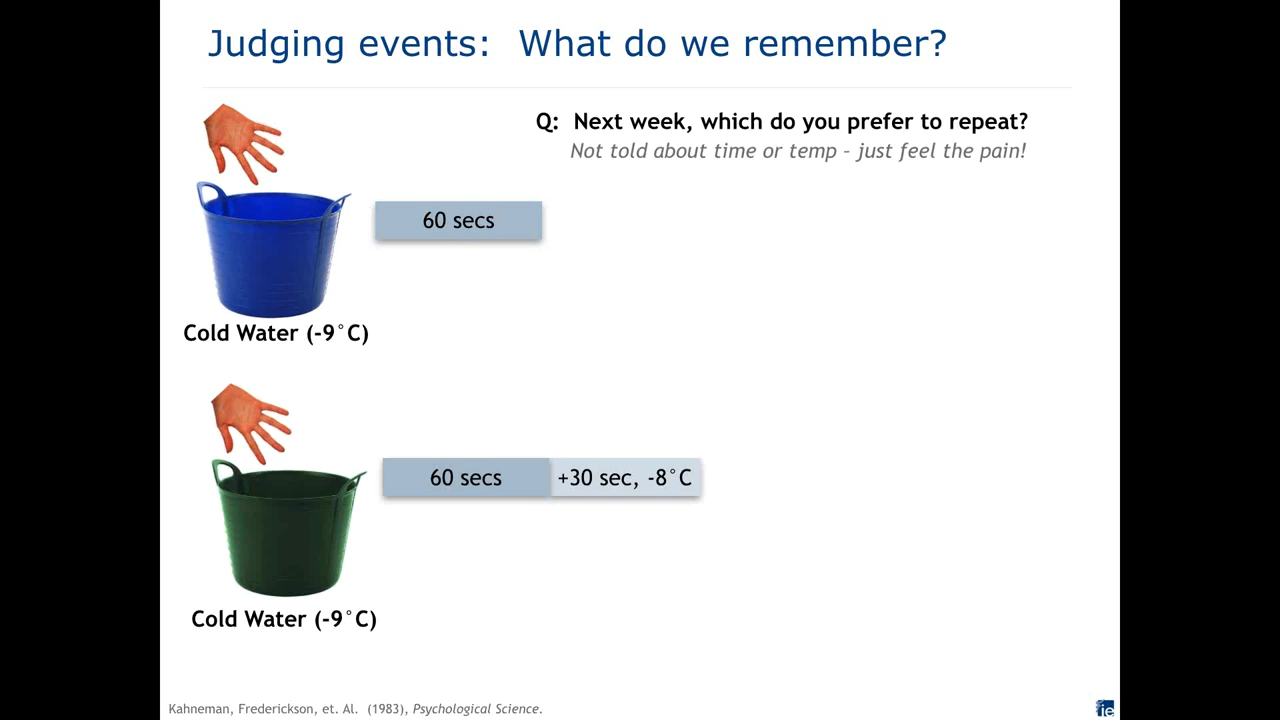 Judging events:  What do we remember?
Q:  Next week, which do you prefer to repeat?
Not told about time or temp – just feel the pain!
60 secs
Cold Water (-9°C)
60 secs
+30 sec, -8°C
Cold Water (-9°C)
Kahneman, Frederickson, et. Al.  (1983), Psychological Science.
ie